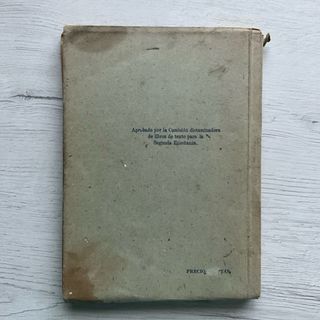 Aprobado por la Comisión dictaminadora
de libros de texto para la
Segunda Enseñanza.
PRECIO